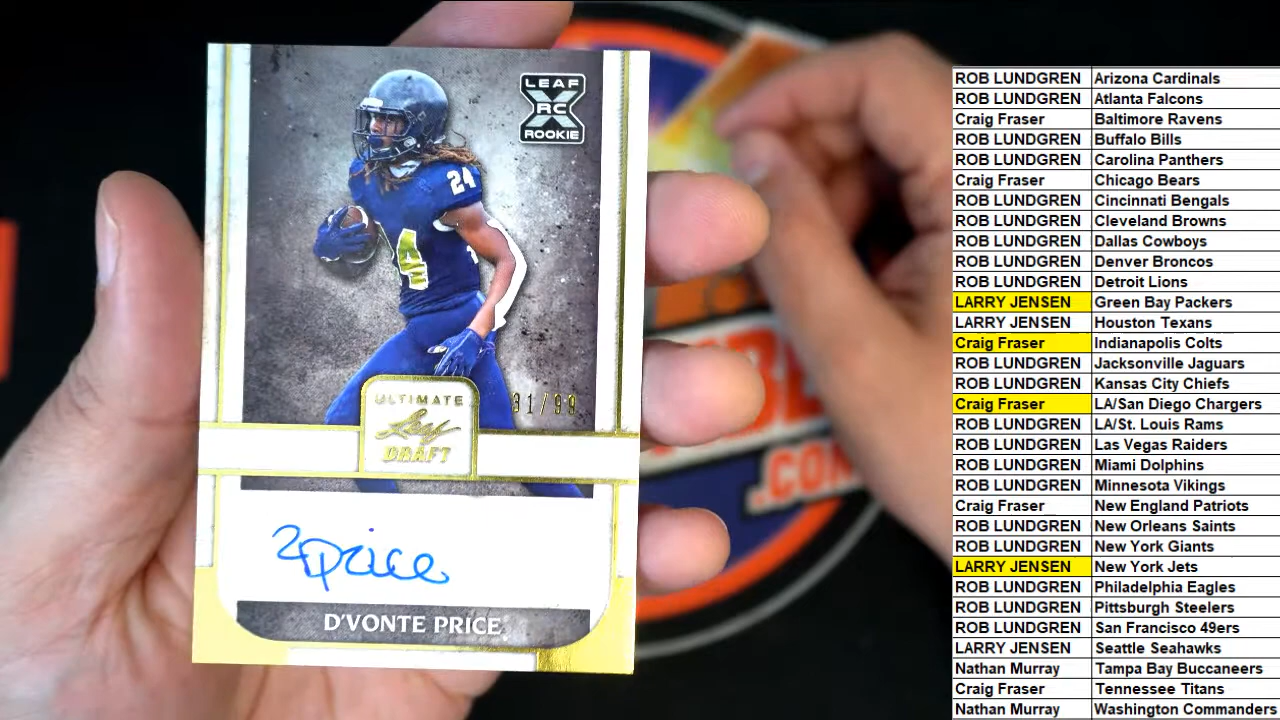 LEAF
RC
ROOKIE
24
4
ULTIMATE
Leaf
DRAFT
31/99
Price
D'VONTE PRICE
.COM
ROB LUNDGREN Arizona Cardinals
ROB LUNDGREN Atlanta Falcons
Craig Fraser Baltimore Ravens
ROB LUNDGREN Buffalo Bills
ROB LUNDGREN Carolina Panthers
Craig Fraser Chicago Bears
ROB LUNDGREN Cincinnati Bengals
ROB LUNDGREN Cleveland Browns
ROB LUNDGREN Dallas Cowboys
ROB LUNDGREN Denver Broncos
ROB LUNDGREN Detroit Lions
LARRY JENSEN Green Bay Packers
LARRY JENSEN Houston Texans
Craig Fraser Indianapolis Colts
ROB LUNDGREN Jacksonville Jaguars
ROB LUNDGREN Kansas City Chiefs
Craig Fraser LA/San Diego Chargers
ROB LUNDGREN LA/St. Louis Rams
ROB LUNDGREN Las Vegas Raiders
ROB LUNDGREN Miami Dolphins
ROB LUNDGREN Minnesota Vikings
Craig Fraser New England Patriots
ROB LUNDGREN New Orleans Saints
ROB LUNDGREN New York Giants
LARRY JENSEN New York Jets
ROB LUNDGREN Philadelphia Eagles
ROB LUNDGREN Pittsburgh Steelers
ROB LUNDGREN San Francisco 49ers
LARRY JENSEN Seattle Seahawks
Nathan Murray Tampa Bay Buccaneers
Craig Fraser Tennessee Titans
Nathan Murray Washington Commanders